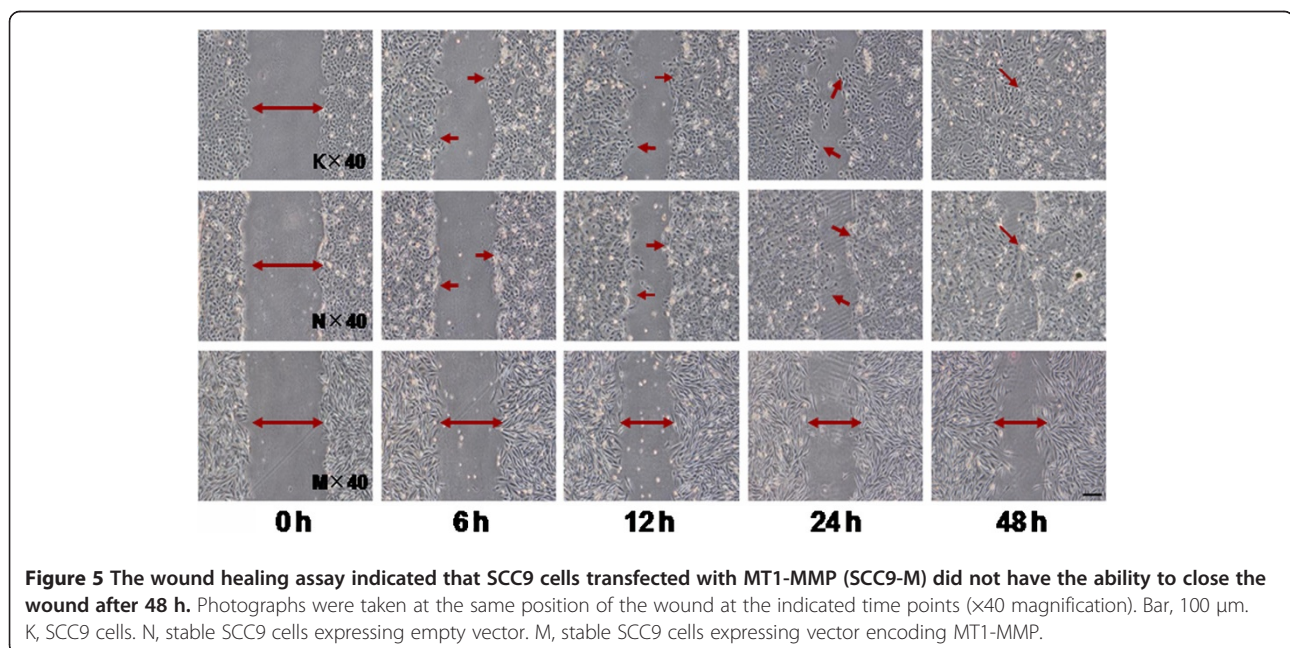 K×40
N×40
M×40
0h 6h 12h 24h 48h
Figure 5 The wound healing assay indicated that SCC9 cells transfected with MT1-MMP (SCC9-M) did not have the ability to close the
wound after 48 h. Photographs were taken at the same position of the wound at the indicated time points (×40 magnification). Bar, 100 μm.
K, SCC9 cells. N, stable SCC9 cells expressing empty vector. M, stable SCC9 cells expressing vector encoding MT1-MMP.